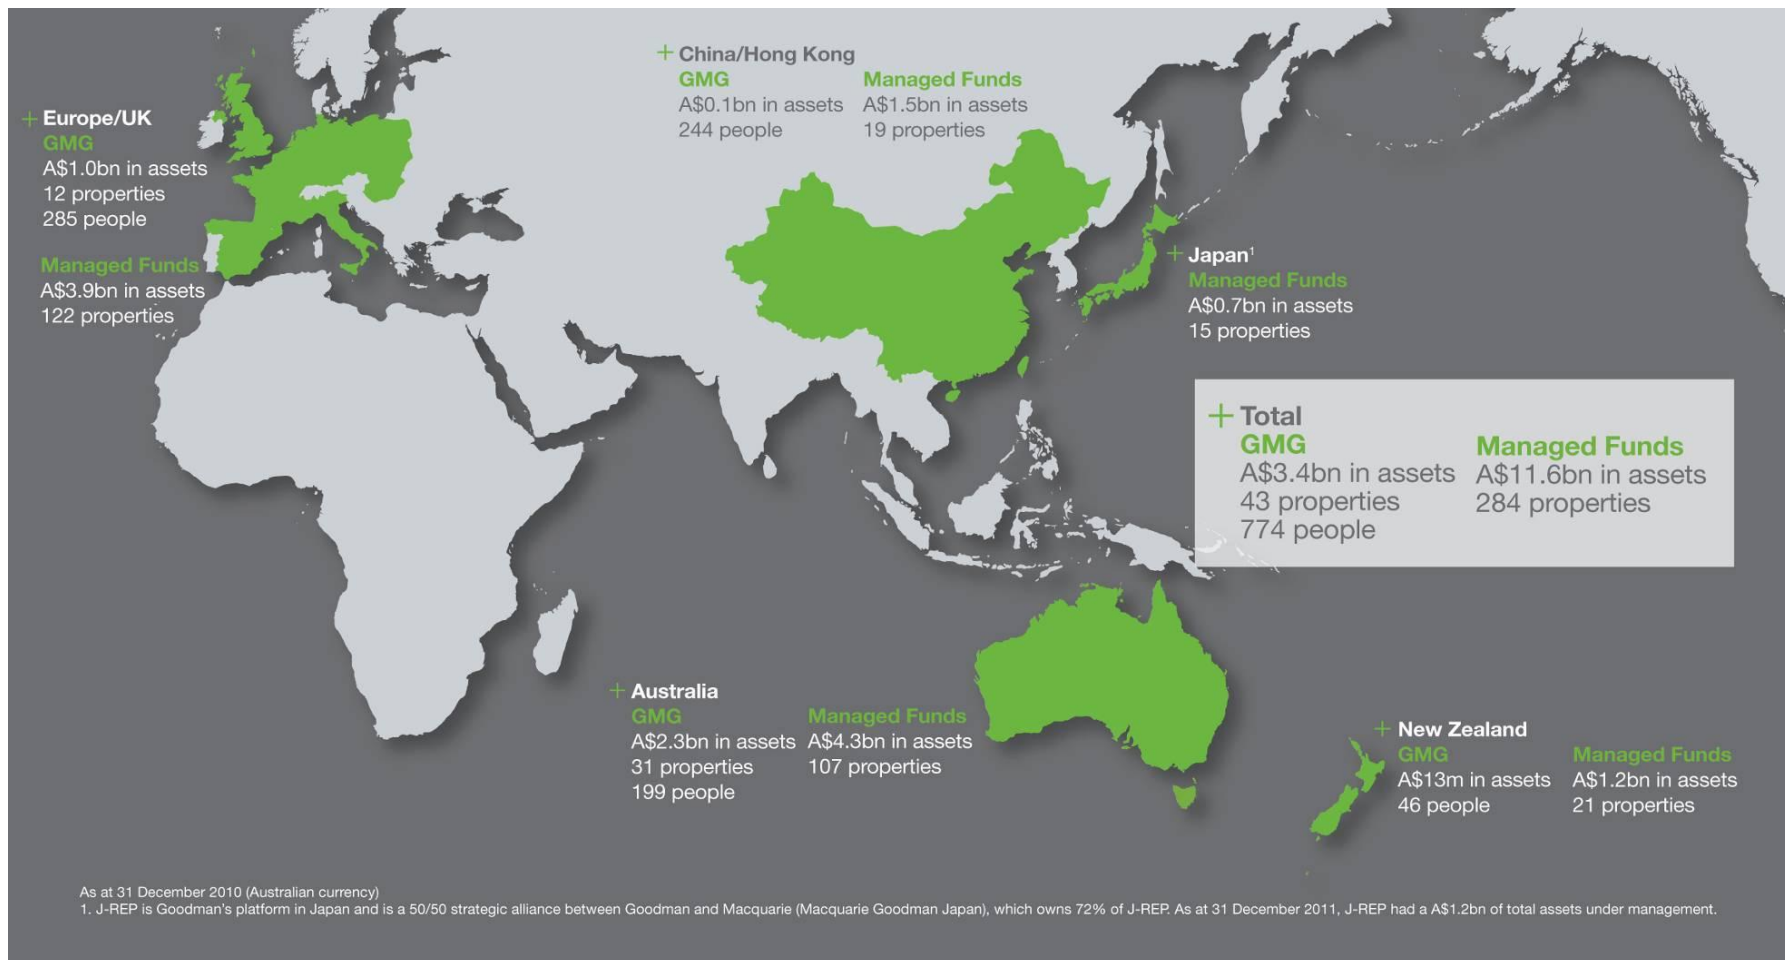 China/Hong Kong
GMG Managed Funds
A$0.1bn in assets A$1.5bn in assets
244 people 19 properties
Europe/UK
GMG
A$1.0bn in assets
12 properties
285 people
Managed Funds
A$3.9bn in assets
122 properties
Japan1
Managed Funds
A$0.7bn in assets
15 properties
Total
GMG Managed Funds
A$3.4bn in assets A$11.6bn in assets
43 properties 284 properties
774 people
Australia
GMG Managed Funds
A$2.3bn in assets A$4.3bn in assets
31 properties 107 properties
199 people
New Zealand
GMG Managed Funds
A$13m in assets A$1.2bn in assets
46 people 21 properties
As at 31 December 2010 (Australian currency)
1. J-REP is Goodman's platform in Japan and is a 50/50 strategic alliance between Goodman and Macquarie (Macquarie Goodman Japan), which owns 72% of J-REP. As at 31 December 2011, J-REP had a A$1.2bn of total assets under management.